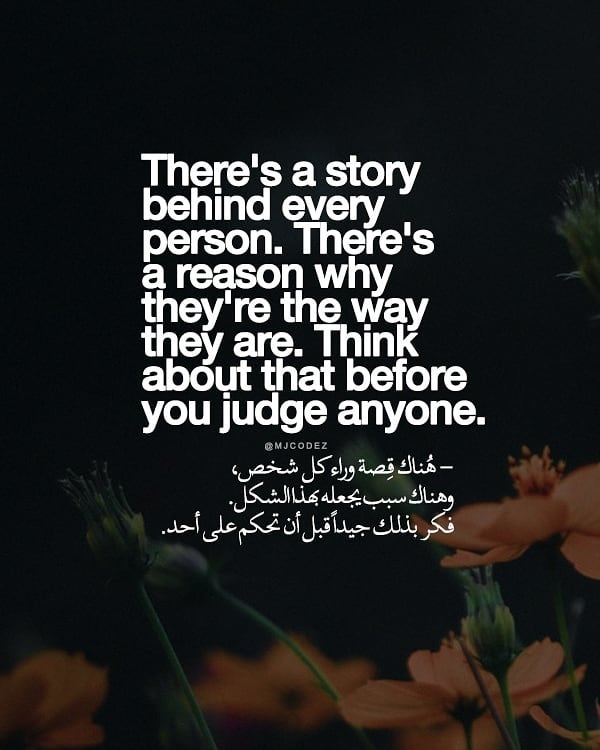 There's a story
behind every
person. There's
a reason why
they're the way
they are. Think
about that before
you judge anyone.
@MJCODEZ
– هُناك قِصة وراء كل شخص،
وهناك سبب يجعله بهذا الشكل.
فكر بذلك جيداً قبل أن تحكم على أحد.